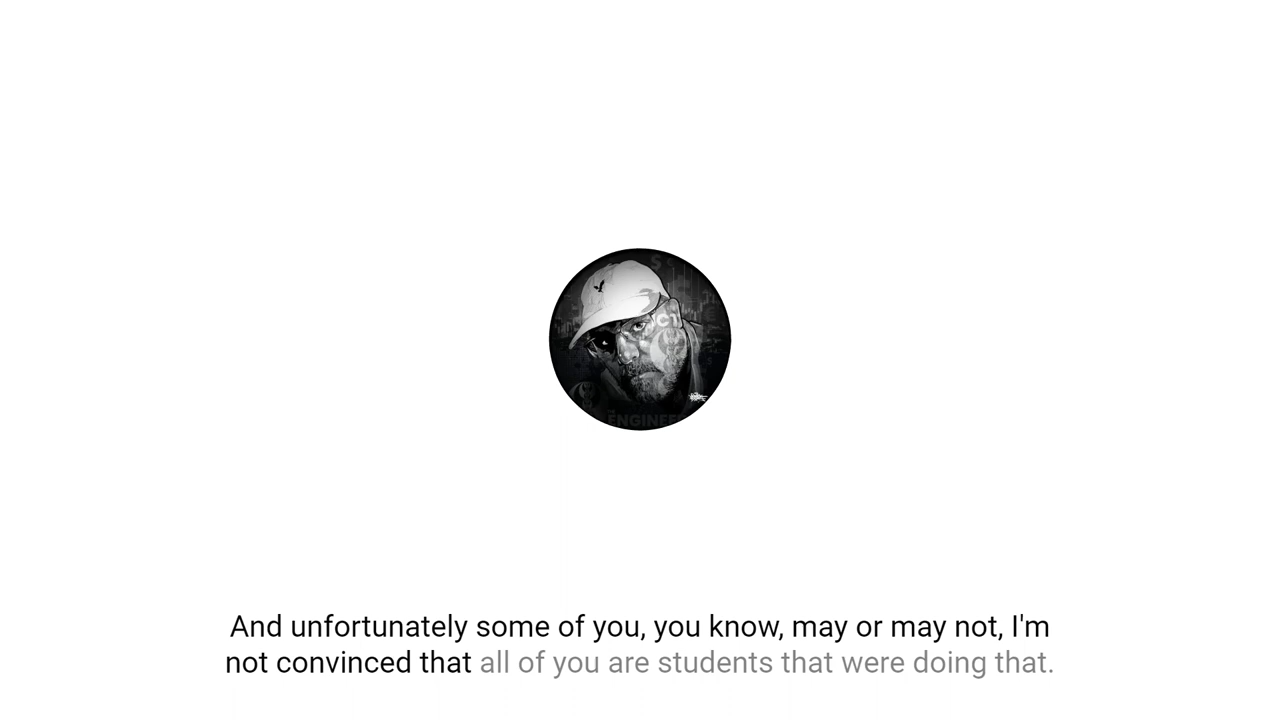 ENGINEE
And unfortunately some of you, you know, may or may not, I'm
not convinced that all of you are students that were doing that.